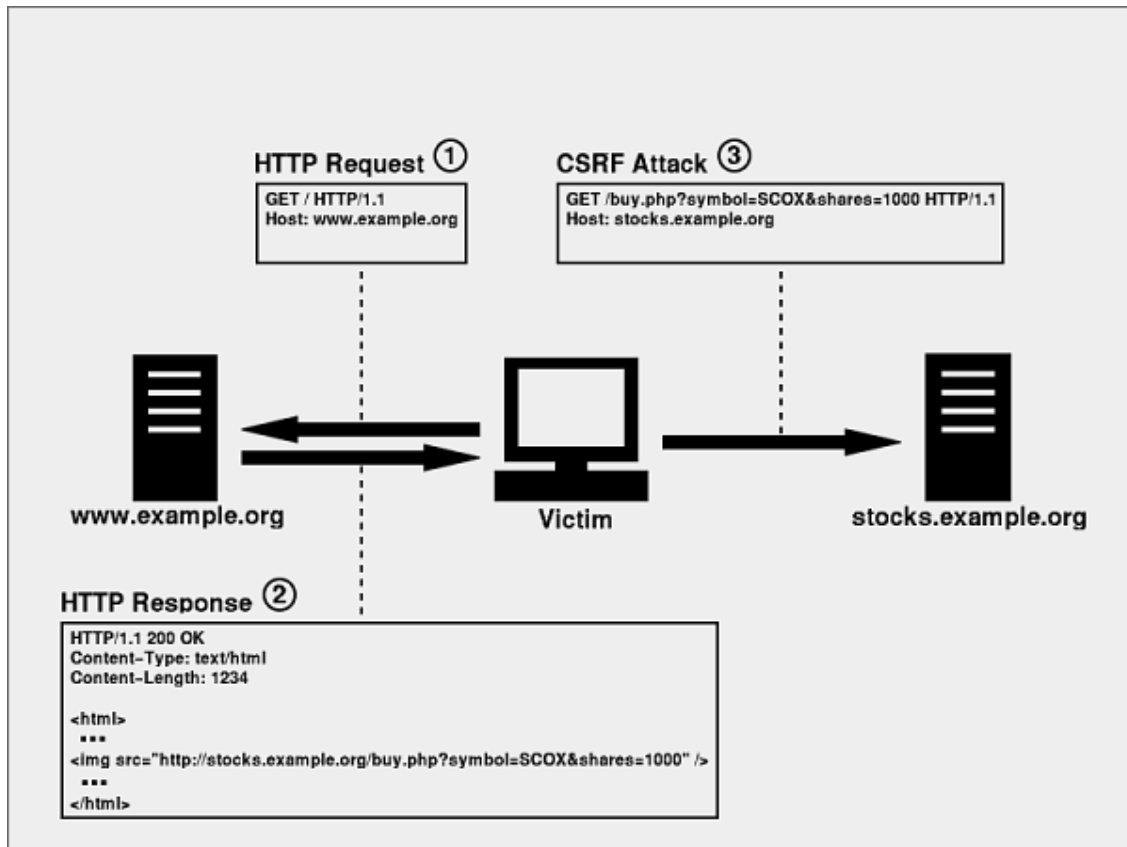 HTTP Request ①
GET / HTTP/1.1
Host: www.example.org
CSRF Attack ③
GET /buy.php?symbol=SCOX&shares=1000 HTTP/1.1
Host: stocks.example.org
www.example.org
Victim
stocks.example.org
HTTP Response ②
HTTP/1.1 200 OK
Content-Type: text/html
Content-Length: 1234
<html>
...
<img src="http://stocks.example.org/buy.php?symbol=SCOX&shares=1000" />
...
</html>